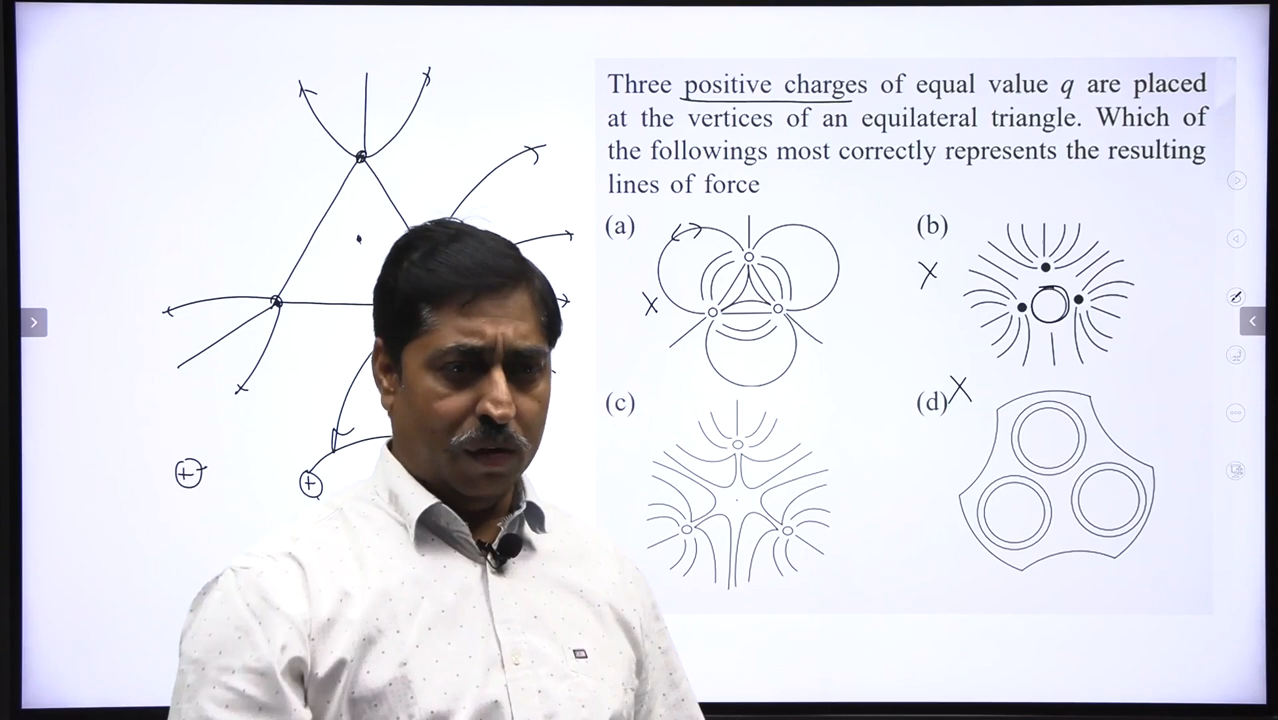 Three positive charges of equal value q are placed
at the vertices of an equilateral triangle. Which of
the followings most correctly represents the resulting
lines of force
(a)
(b)
(c)
(d)
+
+